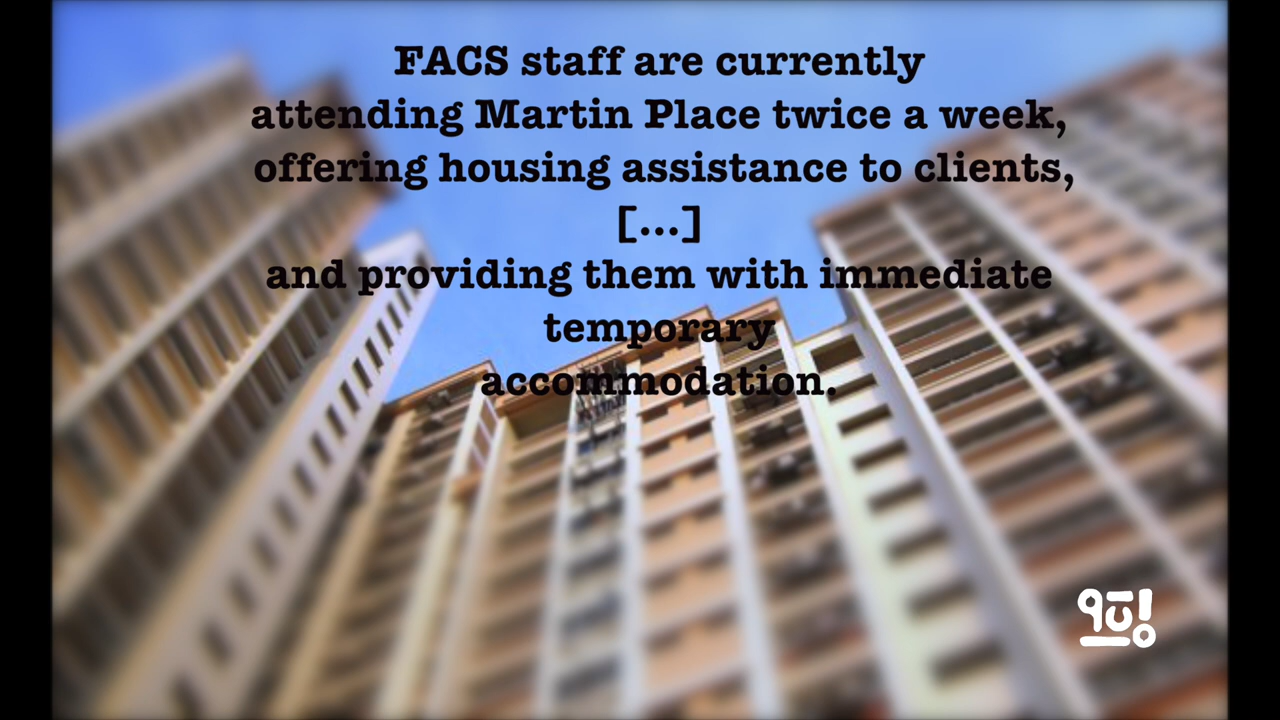 FACS staff are currently
attending Martin Place twice a week,
offering housing assistance to clients,
[...]
and providing them with immediate
temporary
accommodation.